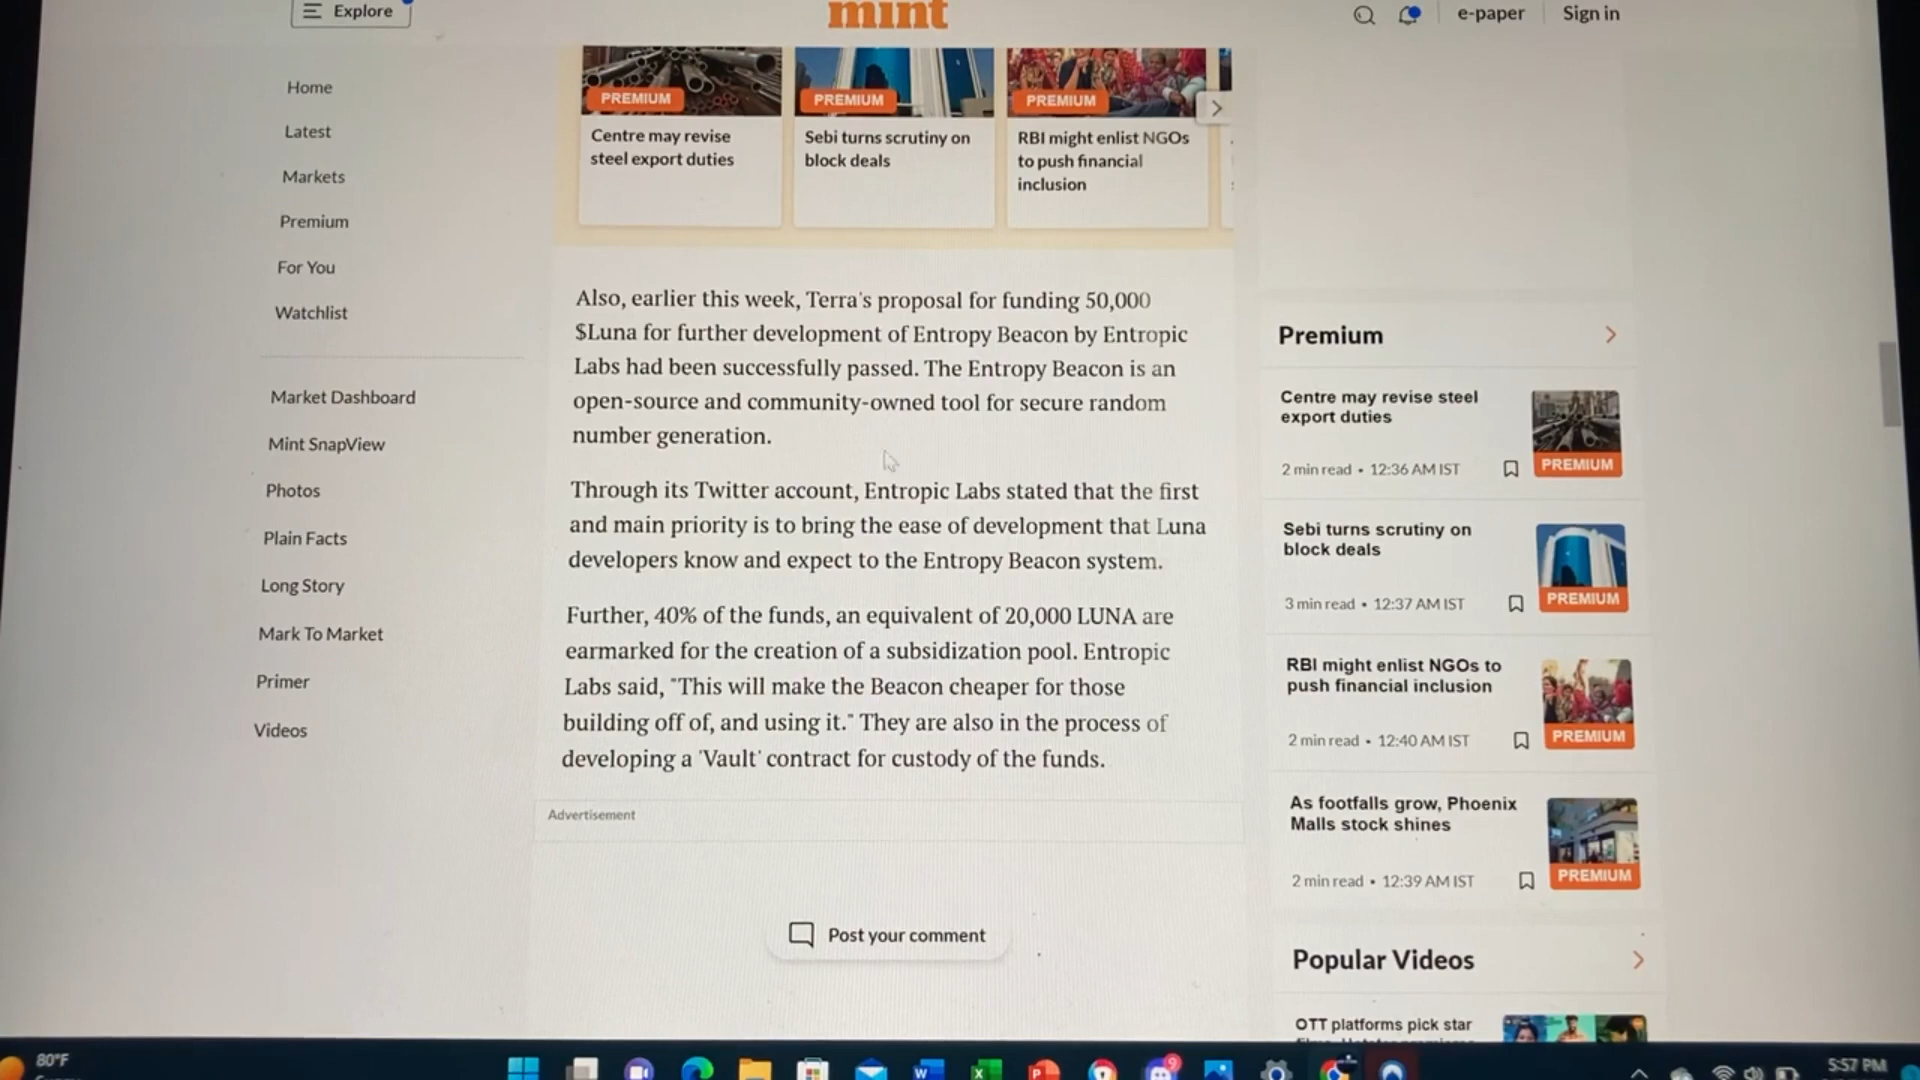 Explore
mint
e-paper
Sign in
Home
Latest
Markets
Premium
For You
Watchlist
Market Dashboard
Mint SnapView
Photos
Plain Facts
Long Story
Mark To Market
Primer
Videos
PREMIUM
Centre may revise
steel export duties
PREMIUM
Sebi turns scrutiny on
block deals
PREMIUM
RBI might enlist NGOs
to push financial
inclusion
Also, earlier this week, Terra's proposal for funding 50,000
$Luna for further development of Entropy Beacon by Entropic
Labs had been successfully passed. The Entropy Beacon is an
open-source and community-owned tool for secure random
number generation.
Through its Twitter account, Entropic Labs stated that the first
and main priority is to bring the ease of development that Luna
developers know and expect to the Entropy Beacon system.
Further, 40% of the funds, an equivalent of 20,000 LUNA are
earmarked for the creation of a subsidization pool. Entropic
Labs said, "This will make the Beacon cheaper for those
building off of, and using it." They are also in the process of
developing a 'Vault' contract for custody of the funds.
Advertisement
Post your comment
Premium
Centre may revise steel
export duties
2 min read • 12:36 AM IST
PREMIUM
Sebi turns scrutiny on
block deals
3 min read • 12:37 AM IST
PREMIUM
RBI might enlist NGOs to
push financial inclusion
2 min read • 12:40 AM IST
PREMIUM
As footfalls grow, Phoenix
Malls stock shines
2 min read • 12:39 AM IST
PREMIUM
Popular Videos
OTT platforms pick star
80°F
9
5:57 PM